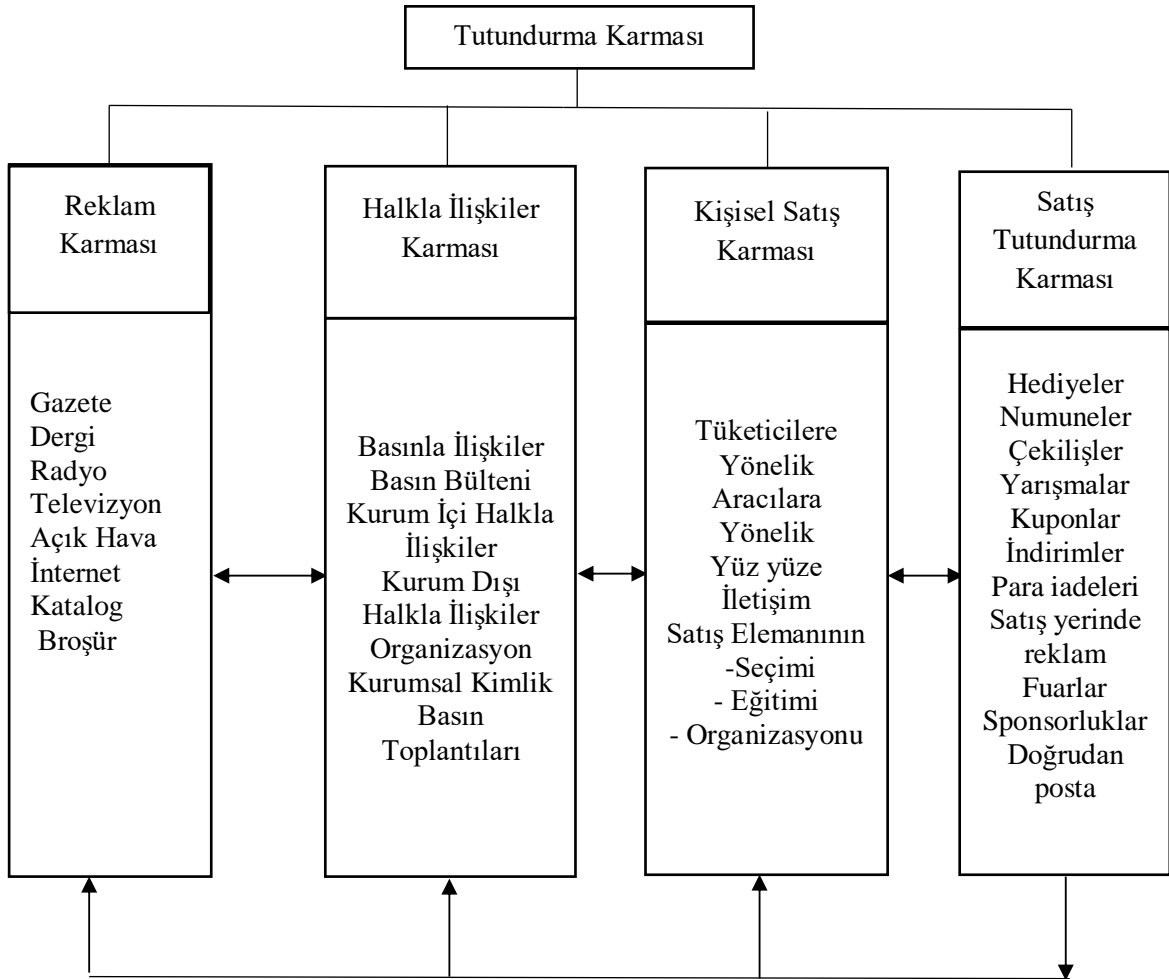 Tutundurma Karması
Reklam
Karması
Gazete
Dergi
Radyo
Televizyon
Açık Hava
İnternet
Katalog
Broşür
Halkla İlişkiler
Karması
Basınla İlişkiler
Basın Bülteni
Kurum İçi Halkla
İlişkiler
Kurum Dışı
Halkla İlişkiler
Organizasyon
Kurumsal Kimlik
Basın
Toplantıları
Kişisel Satış
Karması
Tüketicilere
Yönelik
Aracılara
Yönelik
Yüz yüze
İletişim
Satış Elemanının
-Seçimi
- Eğitimi
- Organizasyonu
Satış
Tutundurma
Karması
Hediyeler
Numuneler
Çekilişler
Yarışmalar
Kuponlar
İndirimler
Para iadeleri
Satış yerinde
reklam
Fuarlar
Sponsorluklar
Doğrudan
posta